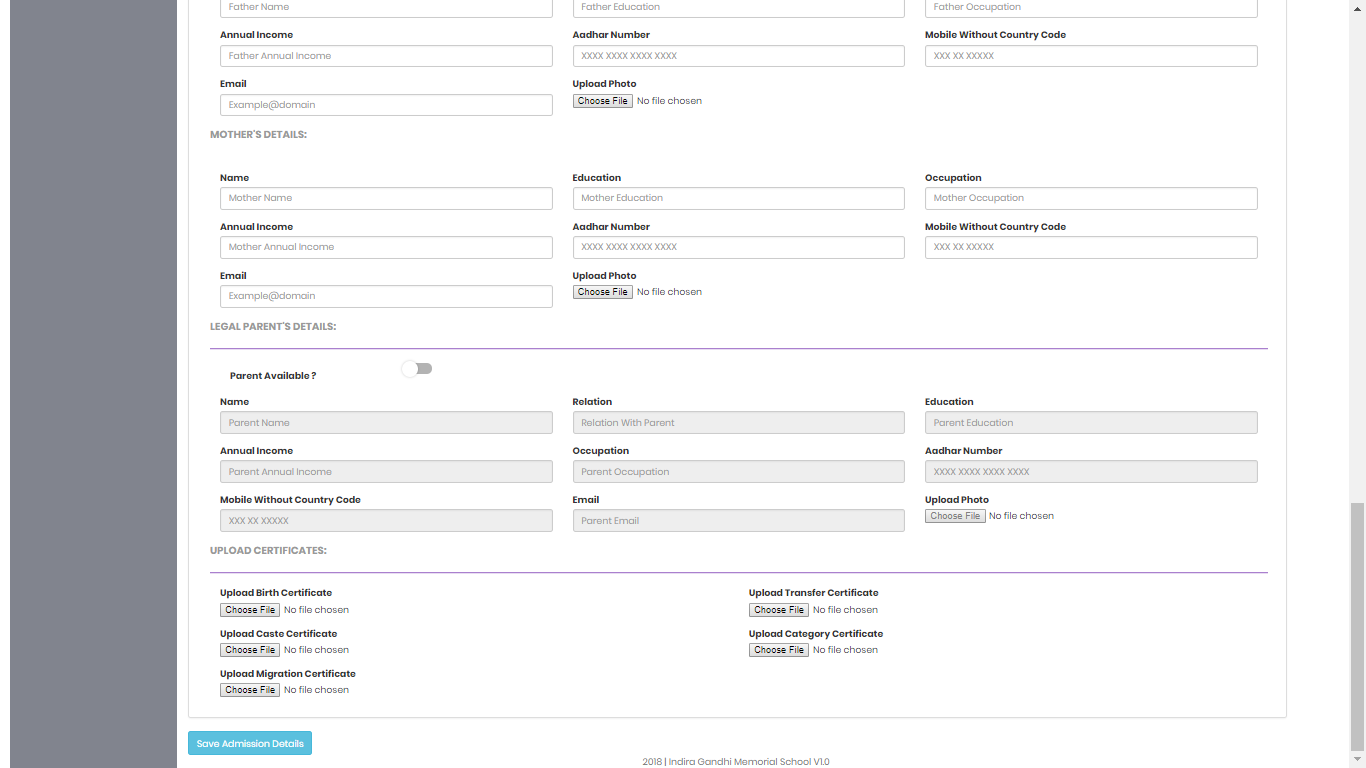 Father Name Father Education Father Occupation
Annual Income Aadhar Number Mobile Without Country Code
Father Annual Income XXXX XXXX XXXX XXXX XXX XX XXXXX
Email Upload Photo
Example@domain Choose File No file chosen
MOTHER'S DETAILS:
Name Education Occupation
Mother Name Mother Education Mother Occupation
Annual Income Aadhar Number Mobile Without Country Code
Mother Annual Income XXXX XXXX XXXX XXXX XXX XX XXXXX
Email Upload Photo
Example@domain Choose File No file chosen
LEGAL PARENT'S DETAILS:
Parent Available ?
Name Relation Education
Parent Name Relation With Parent Parent Education
Annual Income Occupation Aadhar Number
Parent Annual Income Parent Occupation XXXX XXXX XXXX XXXX
Mobile Without Country Code Email Upload Photo
XXX XX XXXXX Parent Email Choose File No file chosen
UPLOAD CERTIFICATES:
Upload Birth Certificate Upload Transfer Certificate
Choose File No file chosen Choose File No file chosen
Upload Caste Certificate Upload Category Certificate
Choose File No file chosen Choose File No file chosen
Upload Migration Certificate
Choose File No file chosen
Save Admission Details
2018 | Indira Gandhi Memorial School V1.0